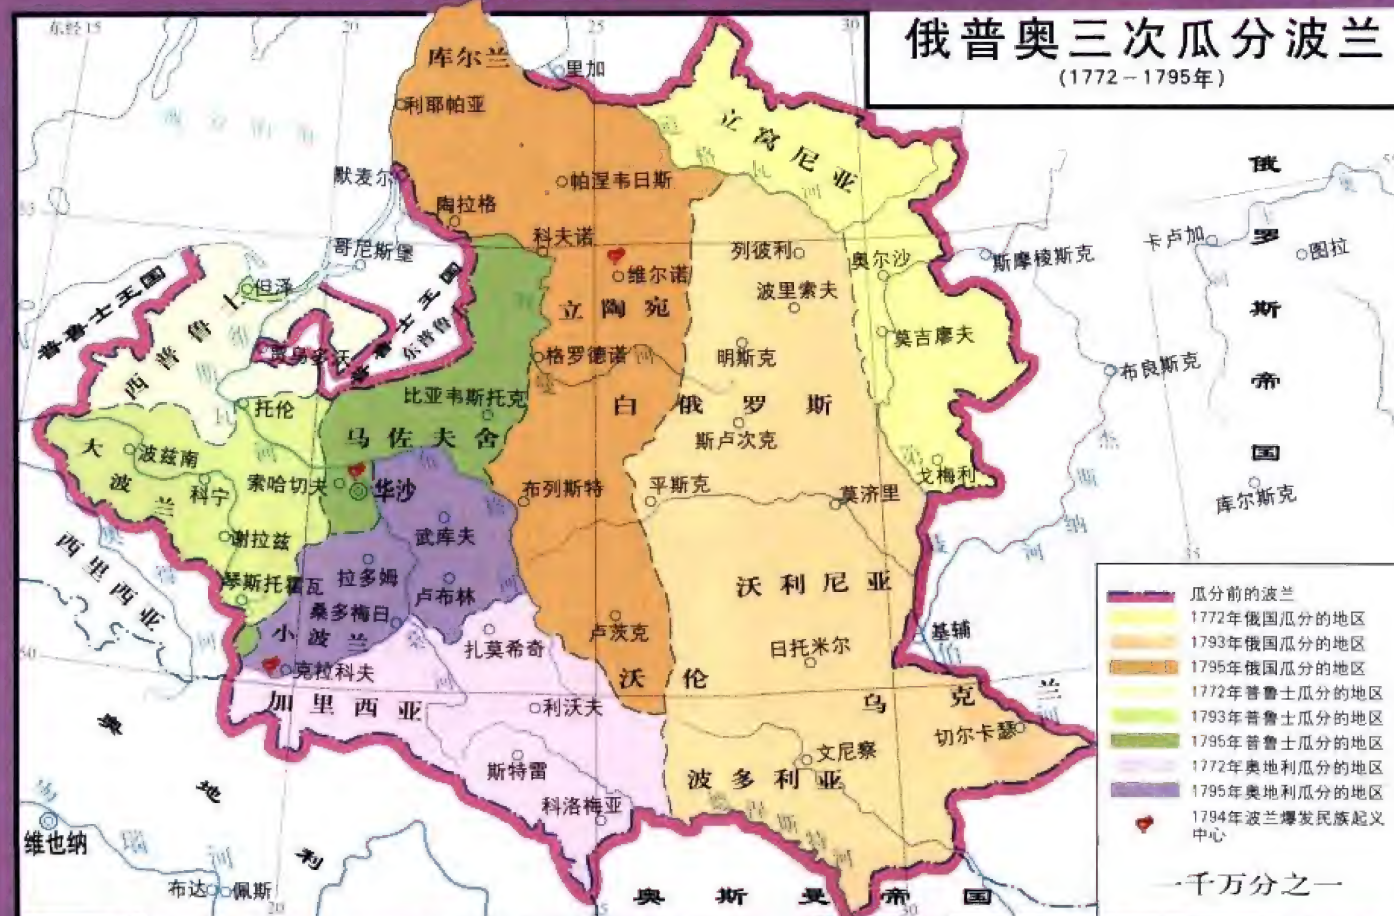 俄普奥三次瓜分波兰
(1772－1795年)
东经15
20
25
30
库尔兰
里加
利耶帕亚
立窝尼亚
默麦尔
帕涅韦日斯
陶拉格
科夫诺
哥尼斯堡
55
维尔诺
列彼利
奥尔沙
斯摩棱斯克
卡卢加
图拉
俄罗斯帝国
普鲁士王国
但泽
西普鲁士
普鲁士王国
东普鲁士
立陶宛
波里索夫
莫吉廖夫
格罗德诺
明斯克
布良斯克
托伦
比亚韦斯托克
白俄罗斯
马佐夫舍
斯卢次克
大波兰
波兹南
科宁
索哈切夫
华沙
布列斯特
平斯克
莫济里
戈梅利
库尔斯克
谢拉兹
武库夫
西里西亚
琴斯托霍瓦
拉多姆
卢布林
沃利尼亚
桑多梅日
小波兰
卢茨克
基辅
扎莫希奇
日托米尔
50
克拉科夫
沃伦
加里西亚
利沃夫
乌克兰
切尔卡瑟
斯特雷
文尼察
波多利亚
科洛梅亚
奥地利
维也纳
布达
佩斯
奥斯曼帝国
20
30
瓜分前的波兰
1772年俄国瓜分的地区
1793年俄国瓜分的地区
1795年俄国瓜分的地区
1772年普鲁士瓜分的地区
1793年普鲁士瓜分的地区
1795年普鲁士瓜分的地区
1772年奥地利瓜分的地区
1795年奥地利瓜分的地区
1794年波兰爆发民族起义
中心
一千万分之一